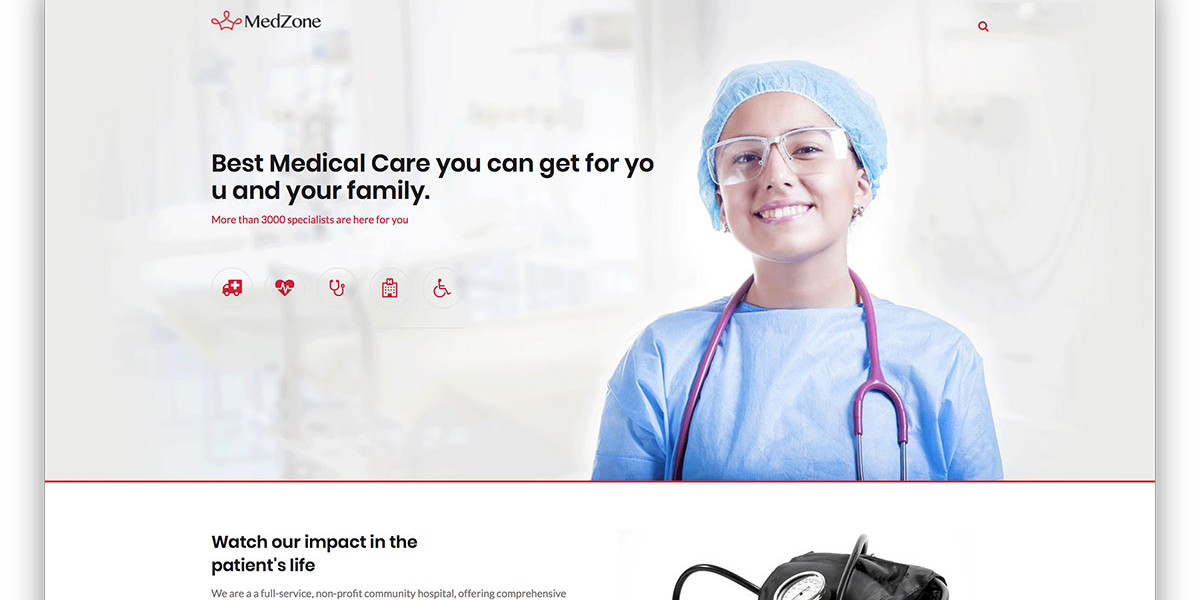 MedZone
Best Medical Care you can get for yo
u and your family.
More than 3000 specialists are here for you
Watch our impact in the
patient's life
We are a a full-service, non-profit community hospital, offering comprehensive